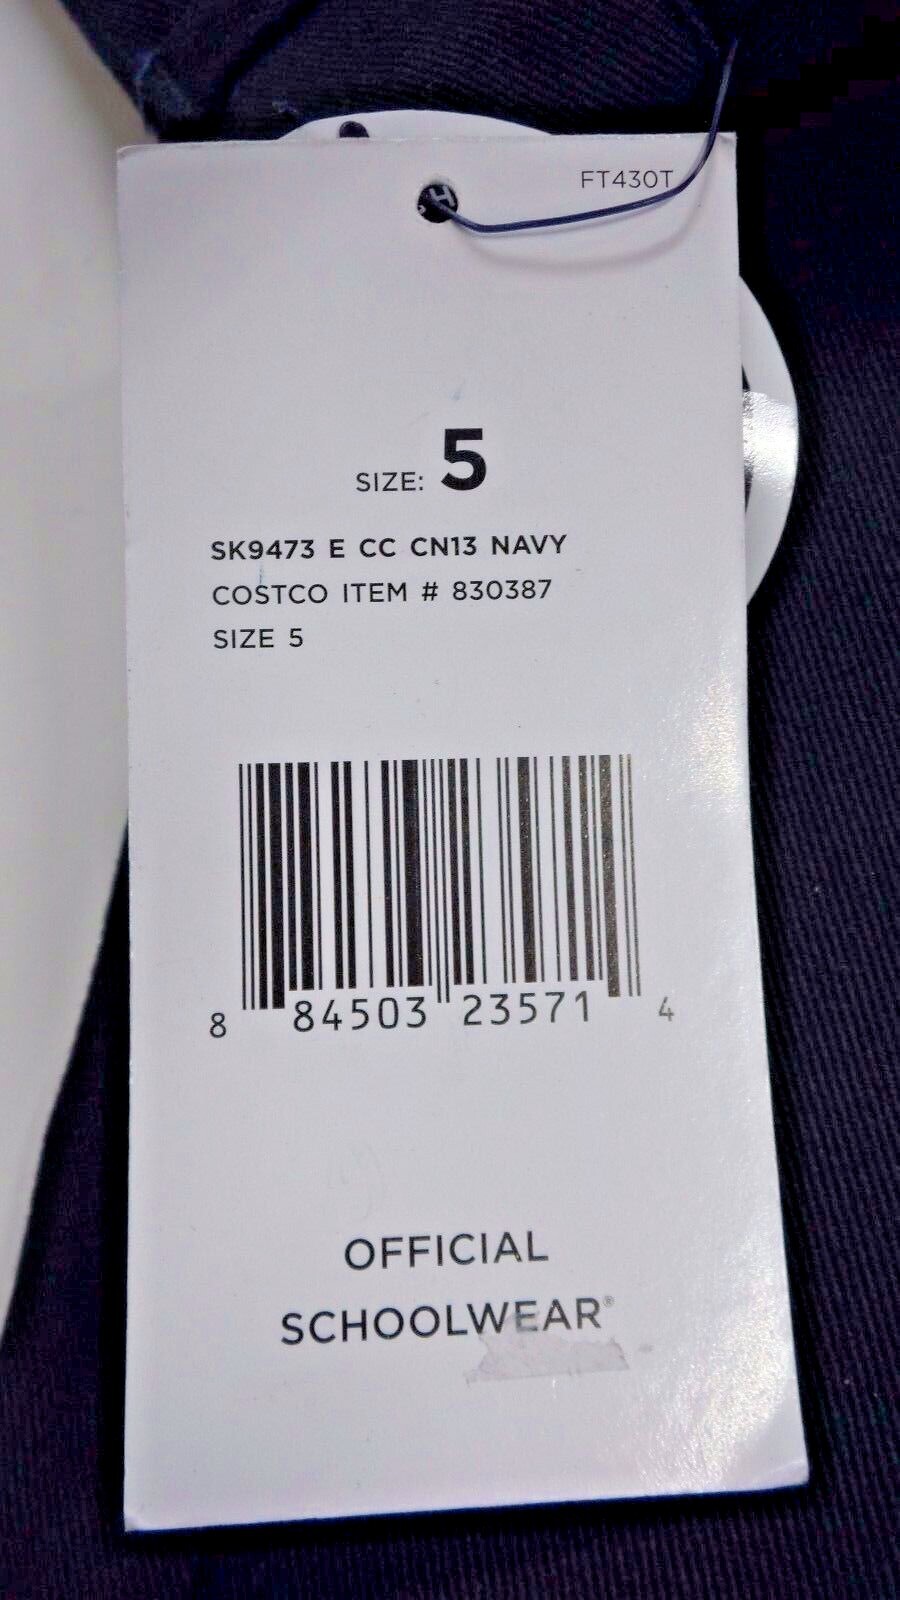 FT430T
SIZE: 5
SK9473 E CC CN13 NAVY
COSTCO ITEM # 830387
SIZE 5
8 84503 23571 4
OFFICIAL
SCHOOLWEAR®